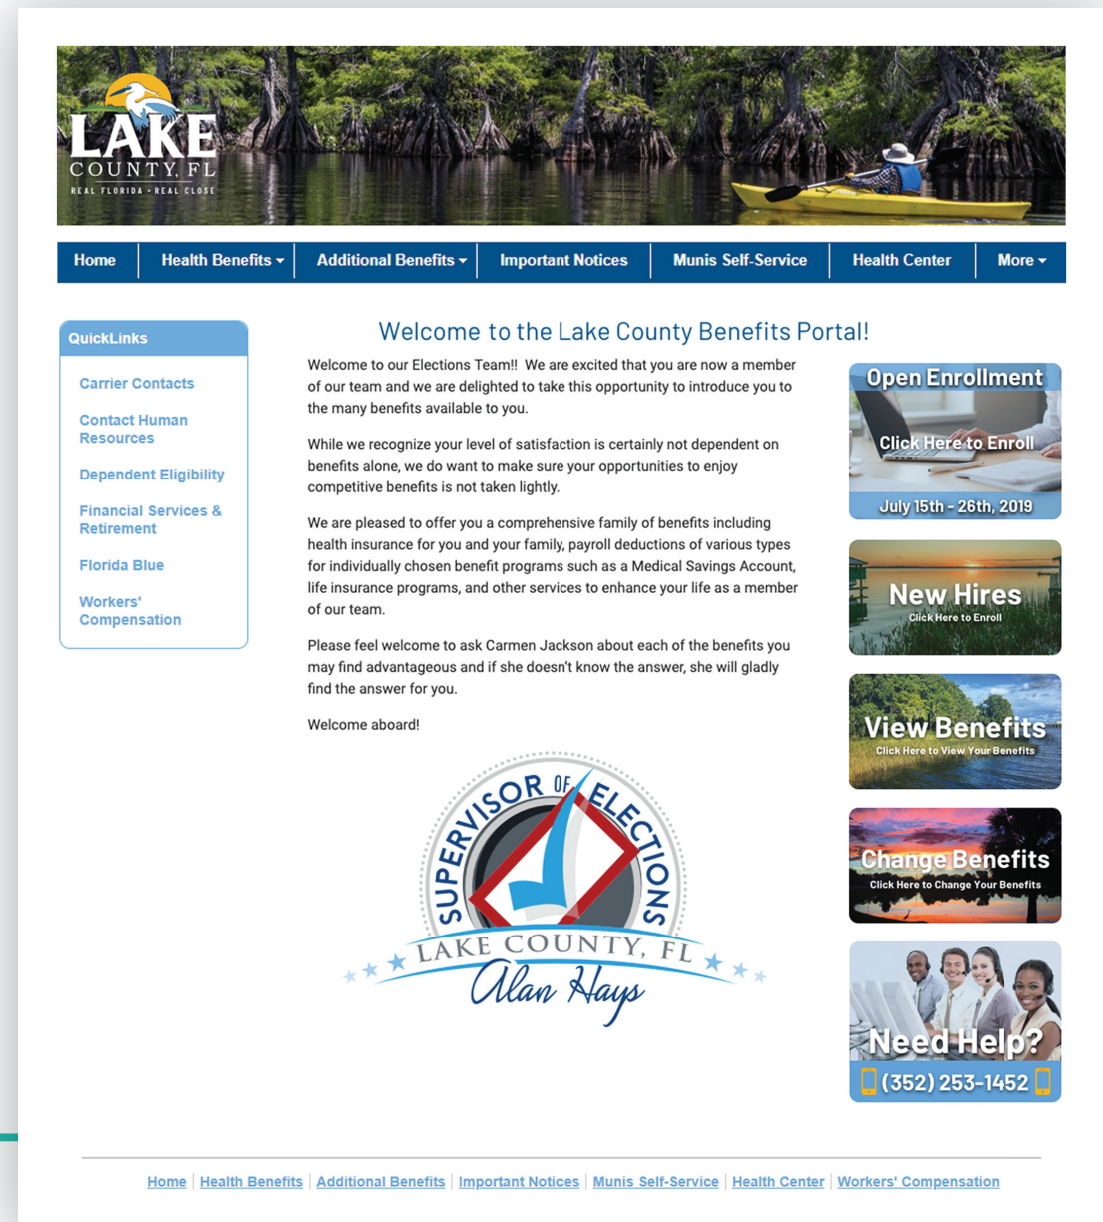 LAKE
COUNTY, FL
REAL FLORIDA • REAL CLOSE
Home
Health Benefits
Additional Benefits
Important Notices
Munis Self-Service
Health Center
More
QuickLinks
Carrier Contacts
Contact Human
Resources
Dependent Eligibility
Financial Services &
Retirement
Florida Blue
Workers'
Compensation
Welcome to the Lake County Benefits Portal!
Welcome to our Elections Team!! We are excited that you are now a member
of our team and we are delighted to take this opportunity to introduce you to
the many benefits available to you.
While we recognize your level of satisfaction is certainly not dependent on
benefits alone, we do want to make sure your opportunities to enjoy
competitive benefits is not taken lightly.
We are pleased to offer you a comprehensive family of benefits including
health insurance for you and your family, payroll deductions of various types
for individually chosen benefit programs such as a Medical Savings Account,
life insurance programs, and other services to enhance your life as a member
of our team.
Please feel welcome to ask Carmen Jackson about each of the benefits you
may find advantageous and if she doesn't know the answer, she will gladly
find the answer for you.
Welcome aboard!
SUPERVISOR OF ELECTIONS
LAKE COUNTY, FL
Alan Hays
Open Enrollment
Click Here to Enroll
July 15th - 26th, 2019
New Hires
Click Here to Enroll
View Benefits
Click Here to View Your Benefits
Change Benefits
Click Here to Change Your Benefits
Need Help?
(352) 253-1452
Home | Health Benefits | Additional Benefits | Important Notices | Munis Self-Service | Health Center | Workers' Compensation